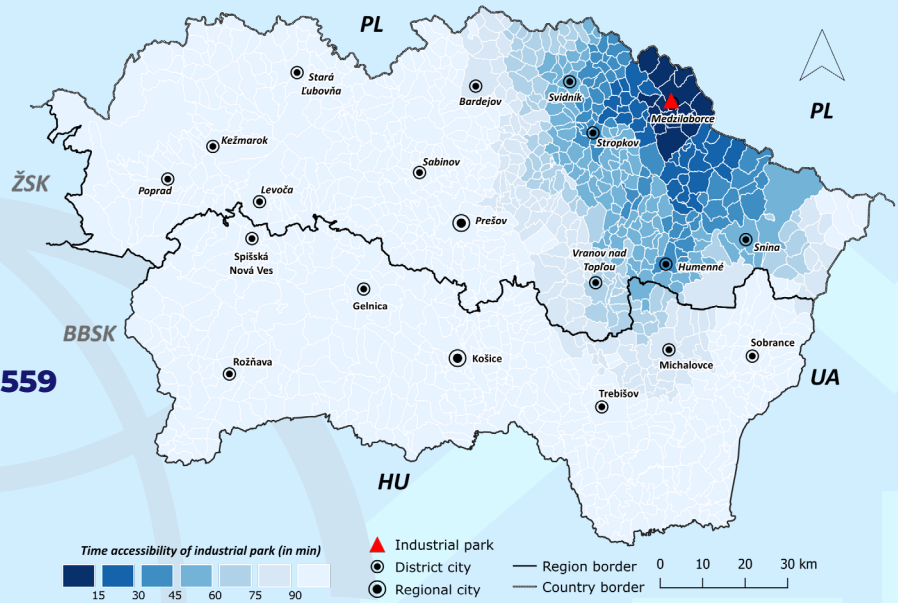 PL
Stará
Ľubovňa
Bardejov
Svidník
Medzilaborce
PL
Stropkov
Kežmarok
Sabinov
ŽSK
Poprad
Levoča
Prešov
Snina
Spišská
Nová Ves
Vranov nad
Topľou
Humenné
Gelnica
BBSK
Sobrance
Košice
Michalovce
Rožňava
559
UA
Trebišov
HU
Time accessibility of industrial park (in min)
15 30 45 60 75 90
Industrial park
District city
Regional city
Region border
Country border
0 10 20 30 km